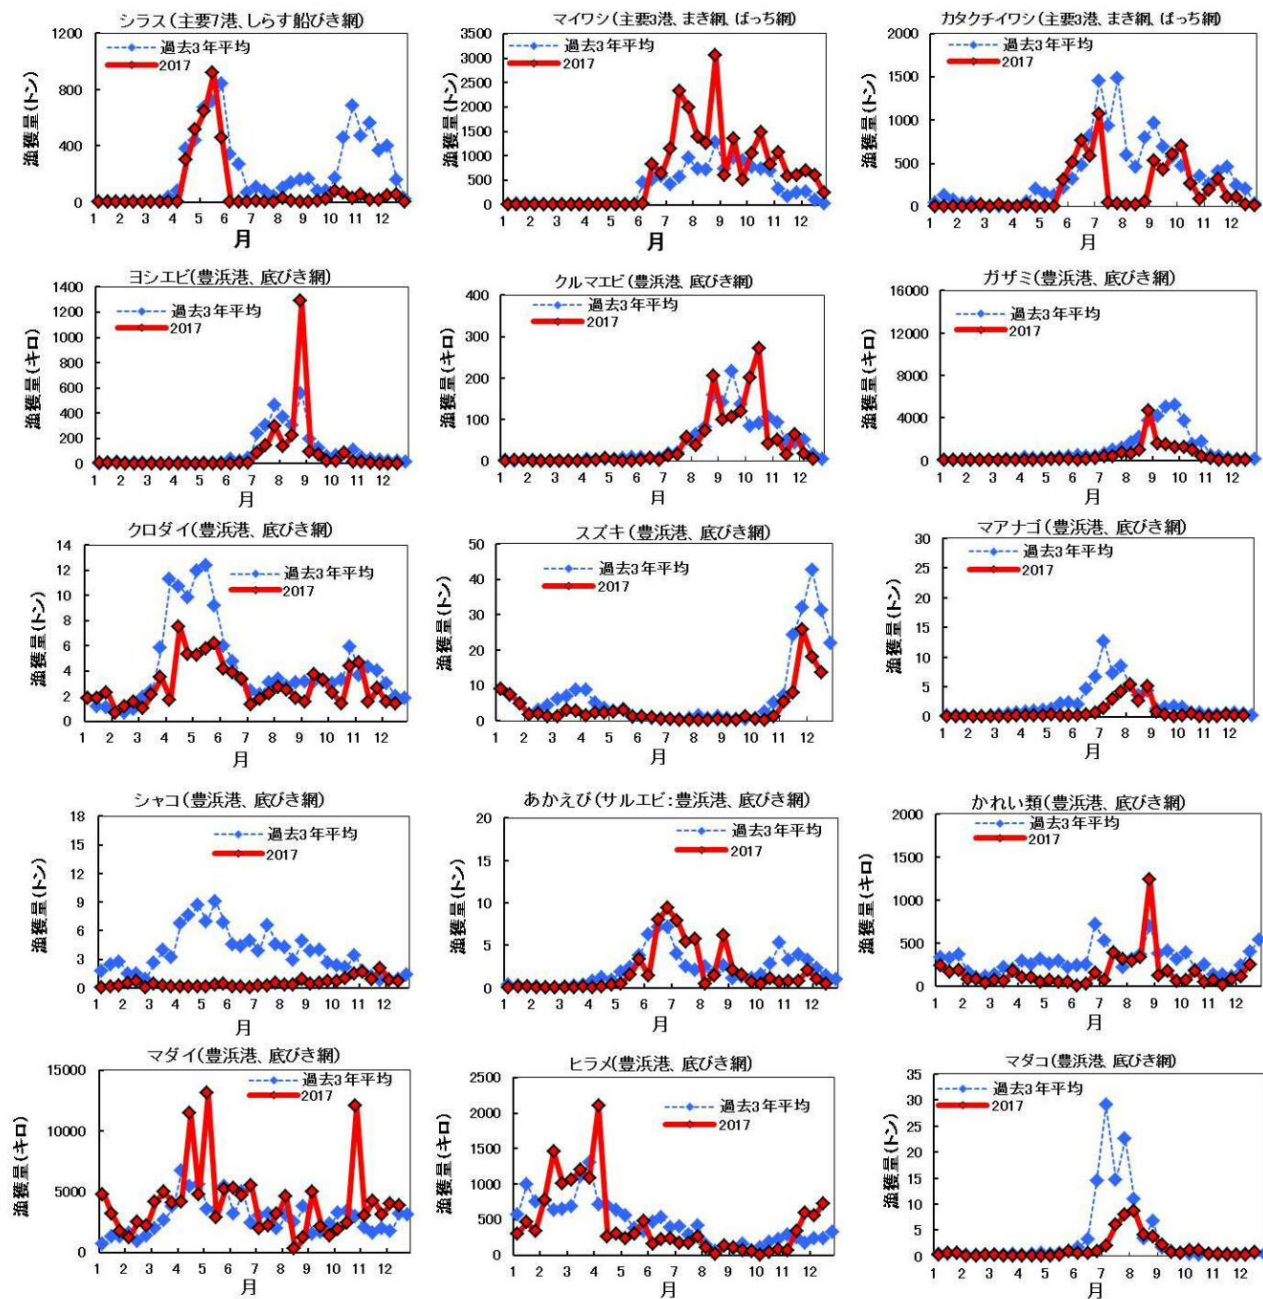 シラス(主要7港、しらす船びき網)
漁獲量(トン)
1200
800
400
0
過去3年平均
2017
1 2 3 4 5 6 7 8 9 10 11 12
月
マイワシ(主要3港、まき網、ばっち網)
漁獲量(トン)
3500
3000
2500
2000
1500
1000
500
0
過去3年平均
2017
1 2 3 4 5 6 7 8 9 10 11 12
月
カタクチイワシ(主要3港、まき網、ばっち網)
漁獲量(トン)
2000
1500
1000
500
0
過去3年平均
2017
1 2 3 4 5 6 7 8 9 10 11 12
月
ヨシエビ(豊浜港、底びき網)
漁獲量(キロ)
1400
1200
1000
800
600
400
200
0
過去3年平均
2017
1 2 3 4 5 6 7 8 9 10 11 12
月
クルマエビ(豊浜港、底びき網)
漁獲量(キロ)
400
300
200
100
0
過去3年平均
2017
1 2 3 4 5 6 7 8 9 10 11 12
月
ガザミ(豊浜港、底びき網)
漁獲量(キロ)
16000
12000
8000
4000
0
過去3年平均
2017
1 2 3 4 5 6 7 8 9 10 11 12
月
クロダイ(豊浜港、底びき網)
漁獲量(トン)
14
12
10
8
6
4
2
0
過去3年平均
2017
1 2 3 4 5 6 7 8 9 10 11 12
月
スズキ(豊浜港、底びき網)
漁獲量(トン)
50
40
30
20
10
0
過去3年平均
2017
1 2 3 4 5 6 7 8 9 10 11 12
月
マアナゴ(豊浜港、底びき網)
漁獲量(トン)
30
25
20
15
10
5
0
過去3年平均
2017
1 2 3 4 5 6 7 8 9 10 11 12
月
シャコ(豊浜港、底びき網)
漁獲量(トン)
18
15
12
9
6
3
0
過去3年平均
2017
1 2 3 4 5 6 7 8 9 10 11 12
月
あかえび(サルエビ:豊浜港、底びき網)
漁獲量(トン)
20
15
10
5
0
過去3年平均
2017
1 2 3 4 5 6 7 8 9 10 11 12
月
かれい類(豊浜港、底びき網)
漁獲量(キロ)
2000
1500
1000
500
0
過去3年平均
2017
1 2 3 4 5 6 7 8 9 10 11 12
月
マダイ(豊浜港、底びき網)
漁獲量(キロ)
15000
10000
5000
0
過去3年平均
2017
1 2 3 4 5 6 7 8 9 10 11 12
月
ヒラメ(豊浜港、底びき網)
漁獲量(キロ)
2500
2000
1500
1000
500
0
過去3年平均
2017
1 2 3 4 5 6 7 8 9 10 11 12
月
マダコ(豊浜港、底びき網)
漁獲量(トン)
35
30
25
20
15
10
5
0
過去3年平均
2017
1 2 3 4 5 6 7 8 9 10 11 12
月